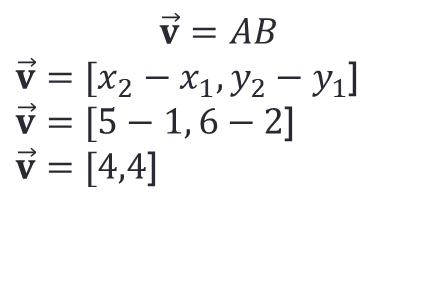 v⃗ = AB
v⃗ = [x₂ − x₁, y₂ − y₁]
v⃗ = [5 − 1, 6 − 2]
v⃗ = [4,4]